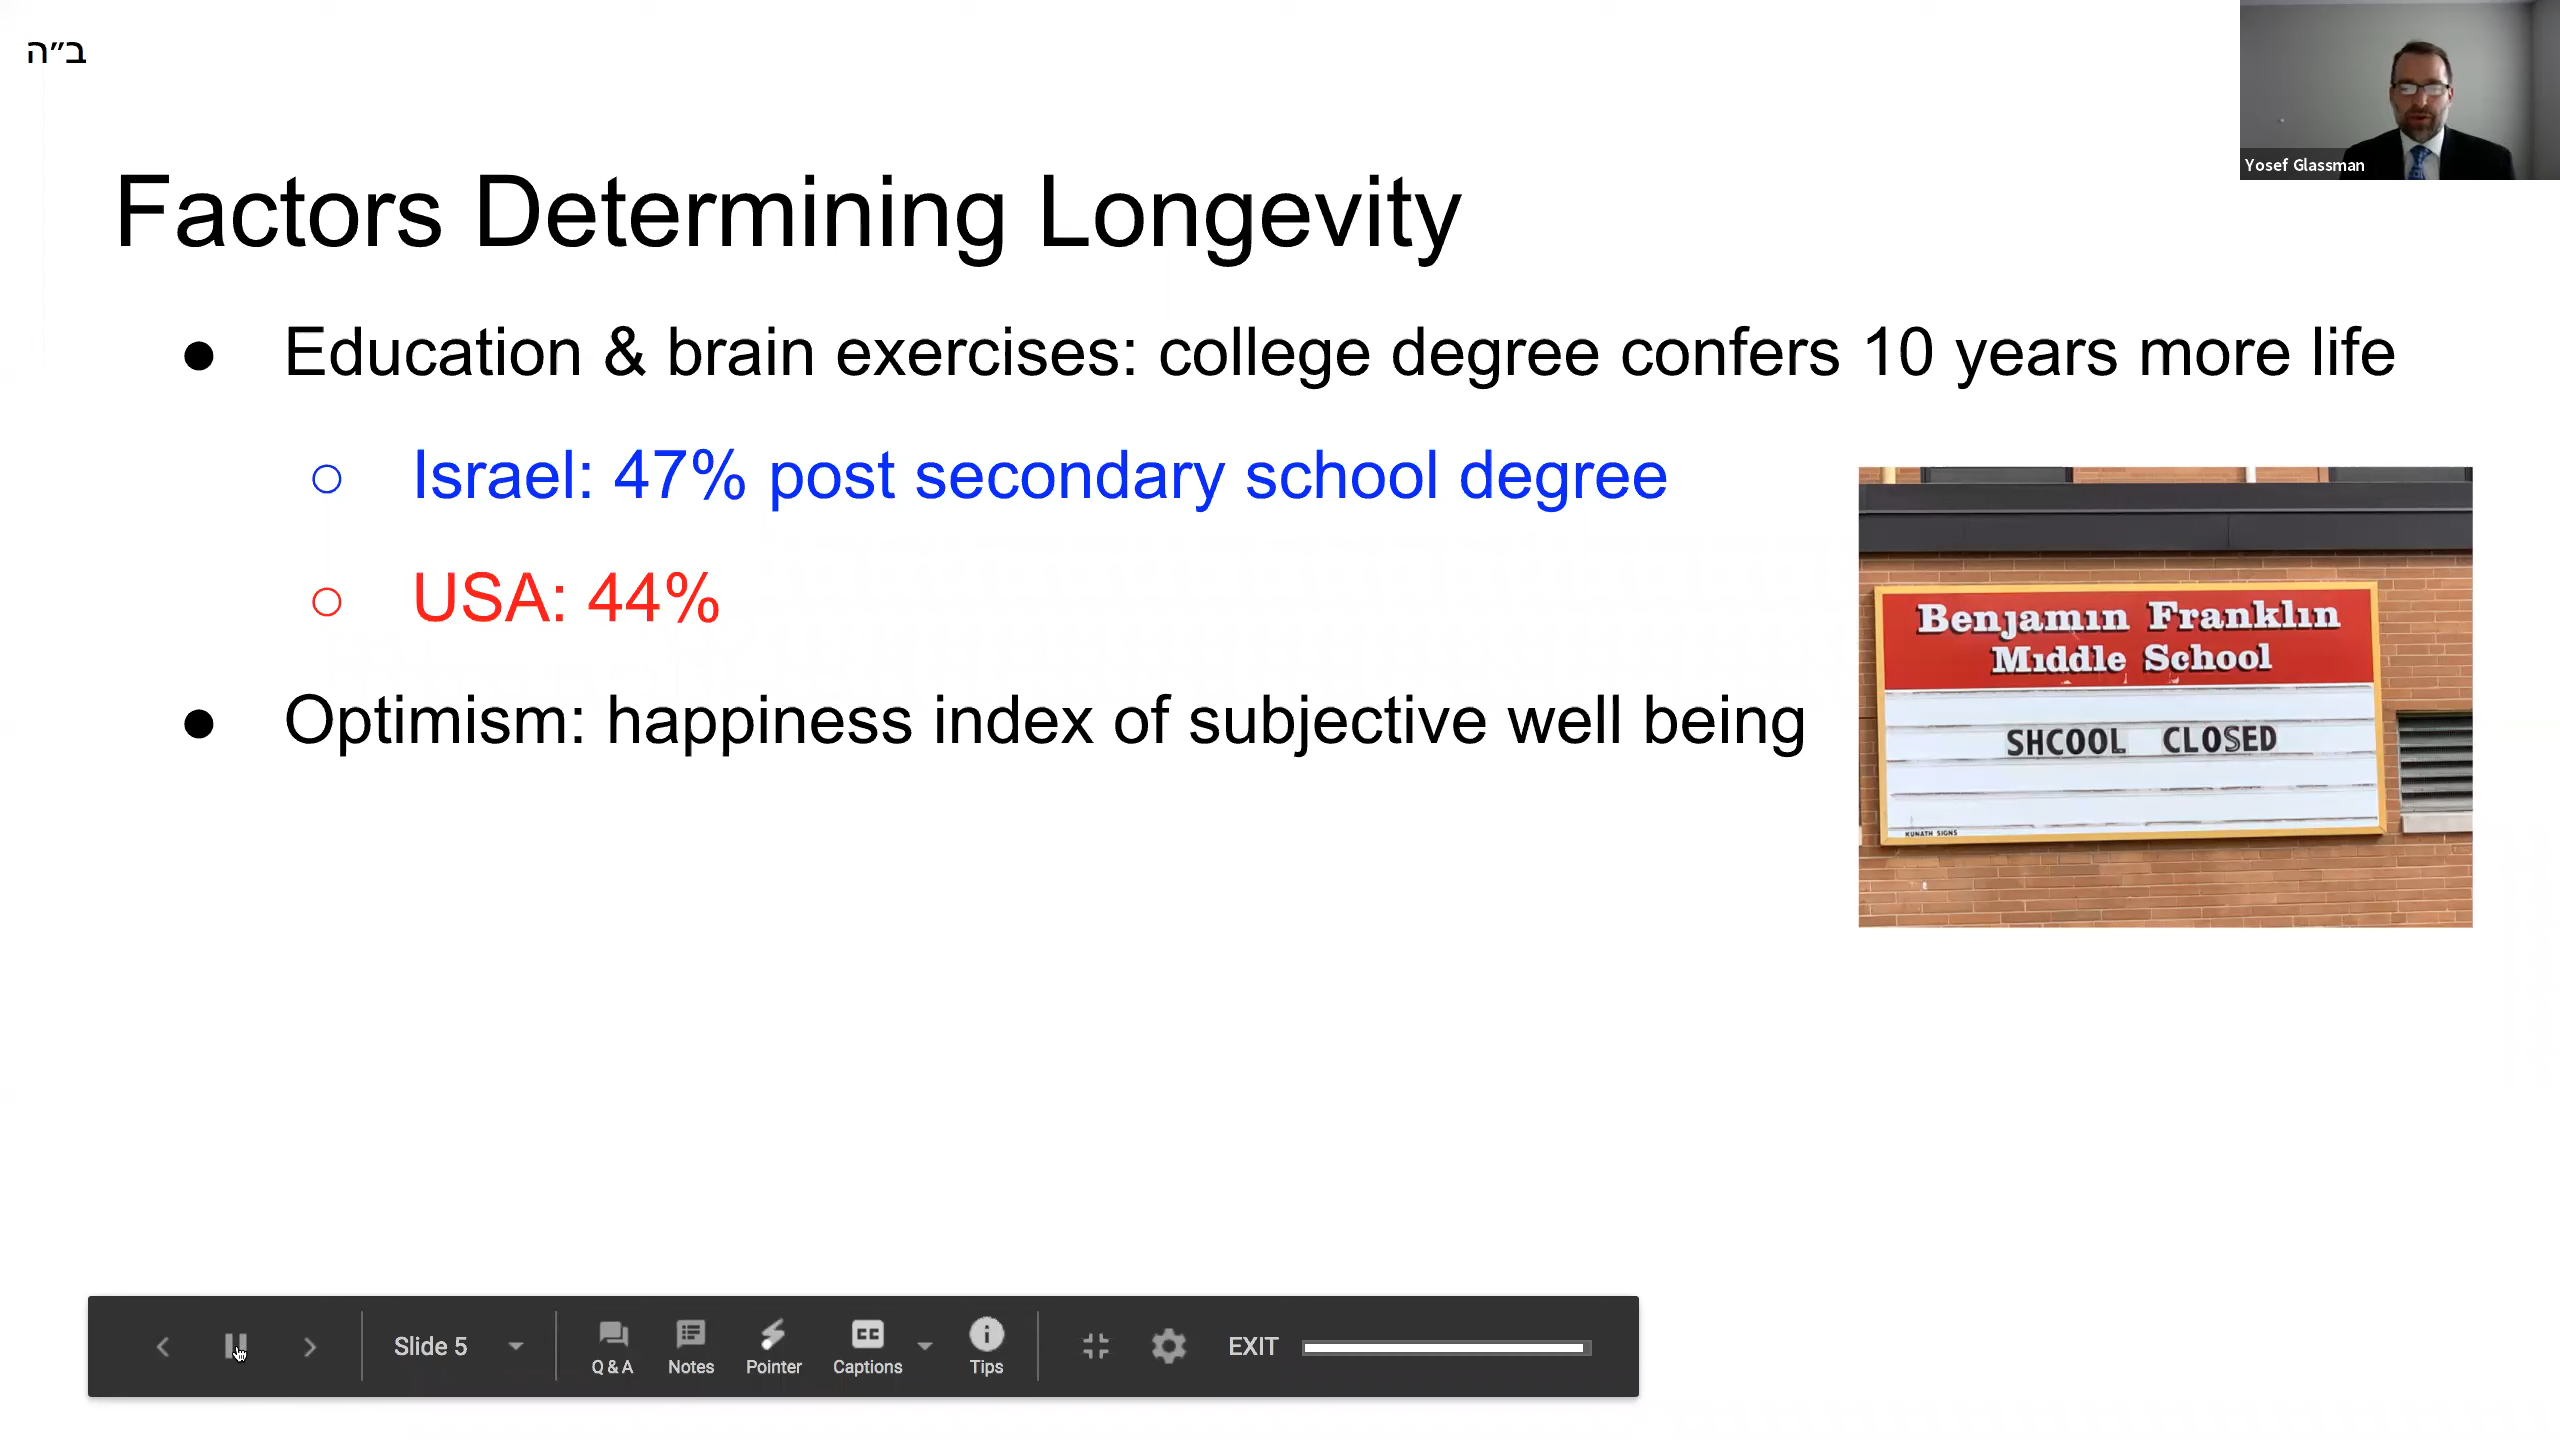 ב״ה
Yosef Glassman
Factors Determining Longevity
● Education & brain exercises: college degree confers 10 years more life
○ Israel: 47% post secondary school degree
○ USA: 44%
● Optimism: happiness index of subjective well being
Benjamin Franklin
Middle School
SHCOOL CLOSED
KUNATH SIGNS
Slide 5
Q & A
Notes
Pointer
CC
Captions
Tips
EXIT